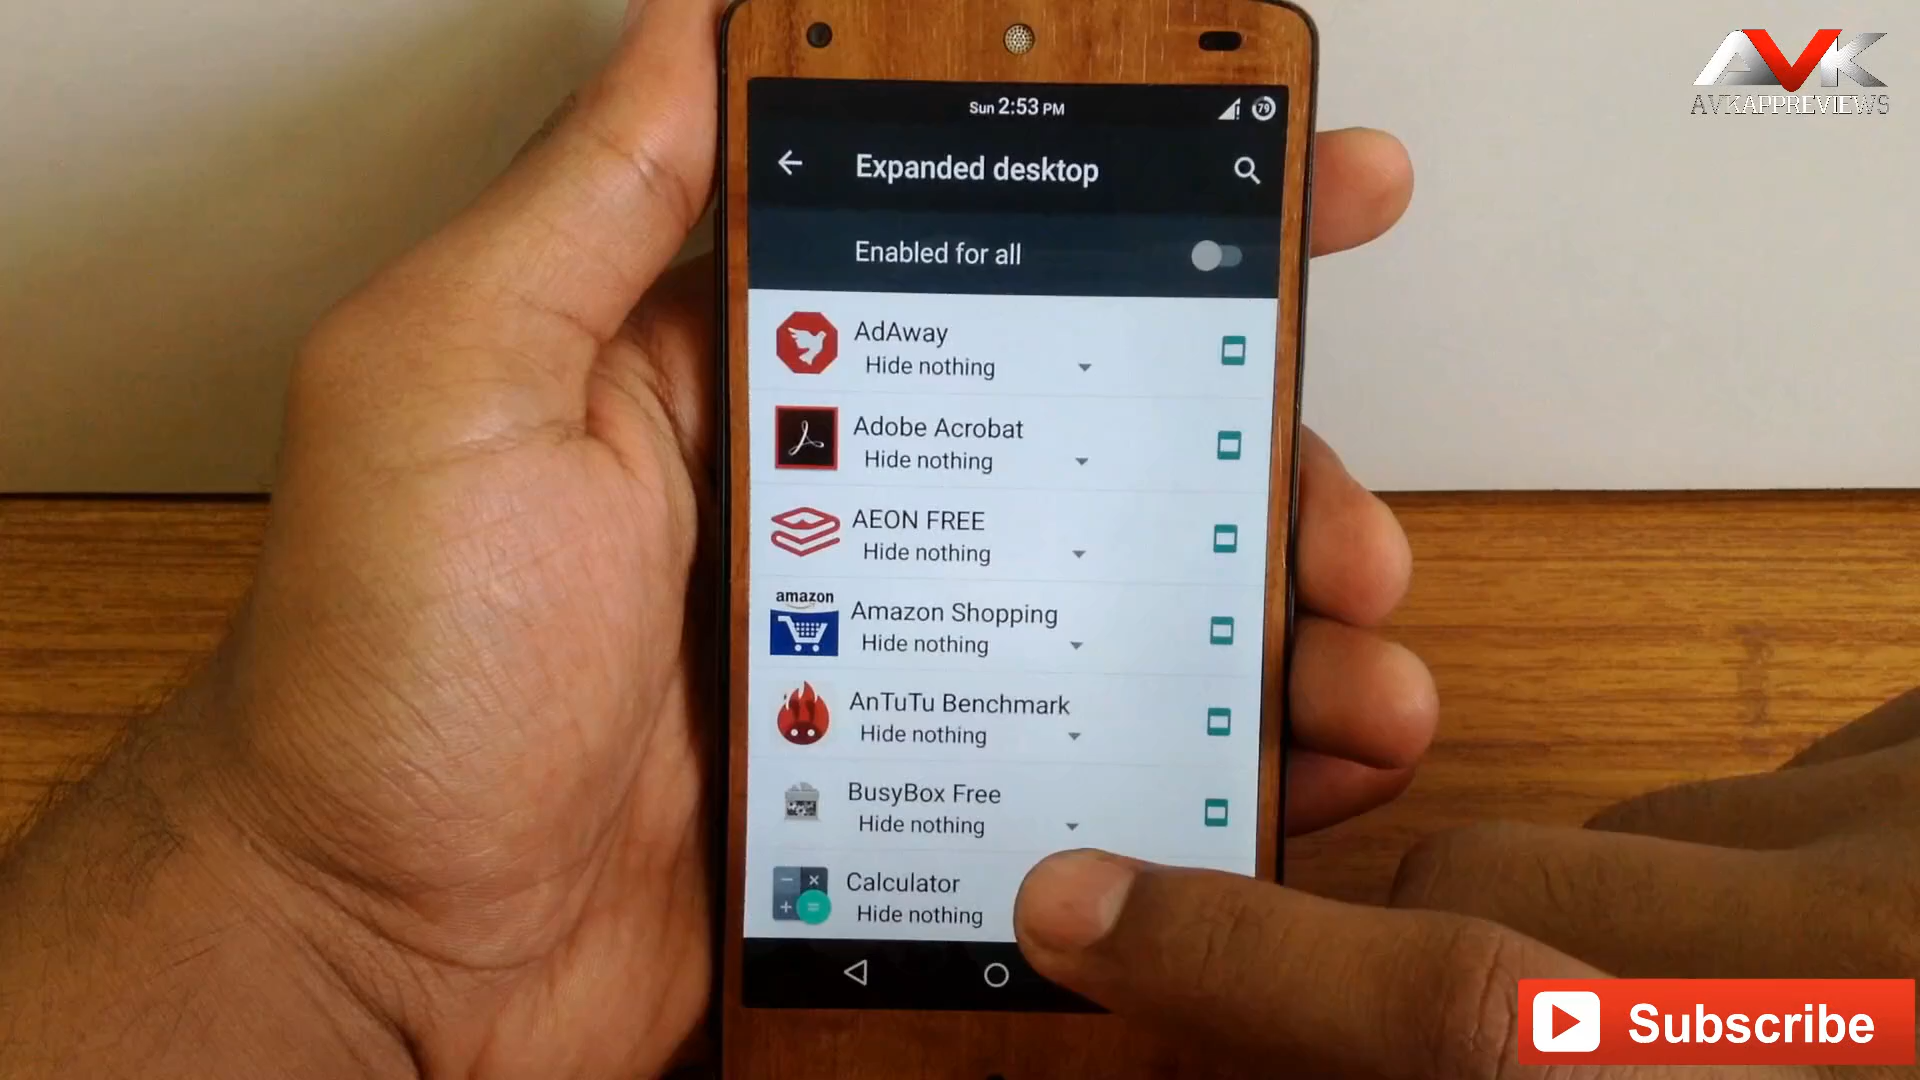 AVK
AVKAPPREVIEWS
Sun 2:53 PM
79
Expanded desktop
Enabled for all
AdAway
Hide nothing
Adobe Acrobat
Hide nothing
AEON FREE
Hide nothing
amazon
Amazon Shopping
Hide nothing
AnTuTu Benchmark
Hide nothing
BusyBox Free
Hide nothing
Calculator
Hide nothing
Subscribe